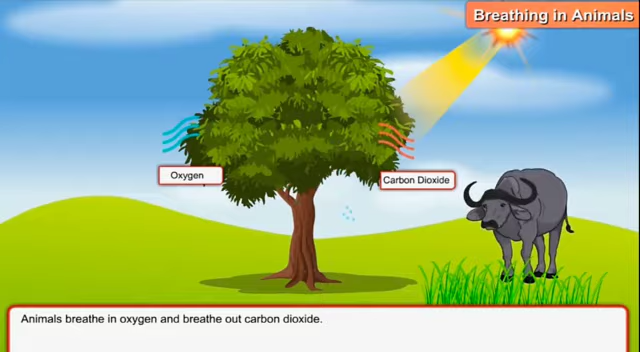 Breathing in Animals
Oxygen
Carbon Dioxide
Animals breathe in oxygen and breathe out carbon dioxide.